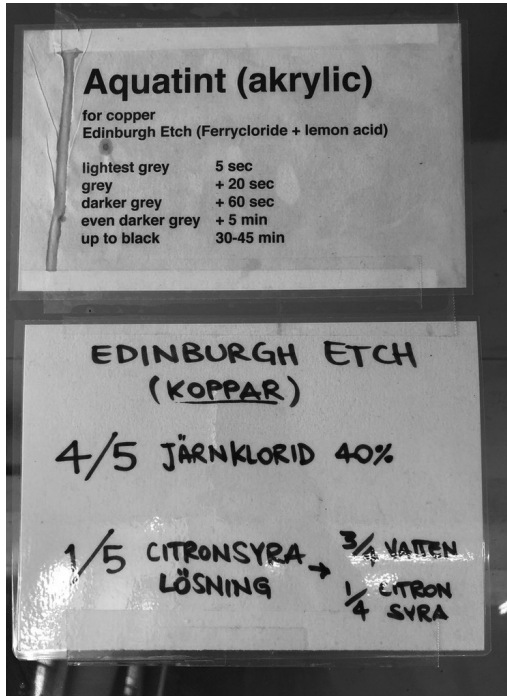 Aquatint (akrylic)
for copper
Edinburgh Etch (Ferrycloride + lemon acid)
lightest grey 5 sec
grey + 20 sec
darker grey + 60 sec
even darker grey + 5 min
up to black 30-45 min
EDINBURGH ETCH
(KOPPAR)
4/5 JÄRNKLORID 40%
1/5 CITRONSYRA LÖSNING → 3/4 VATTEN
1/4 CITRON SYRA